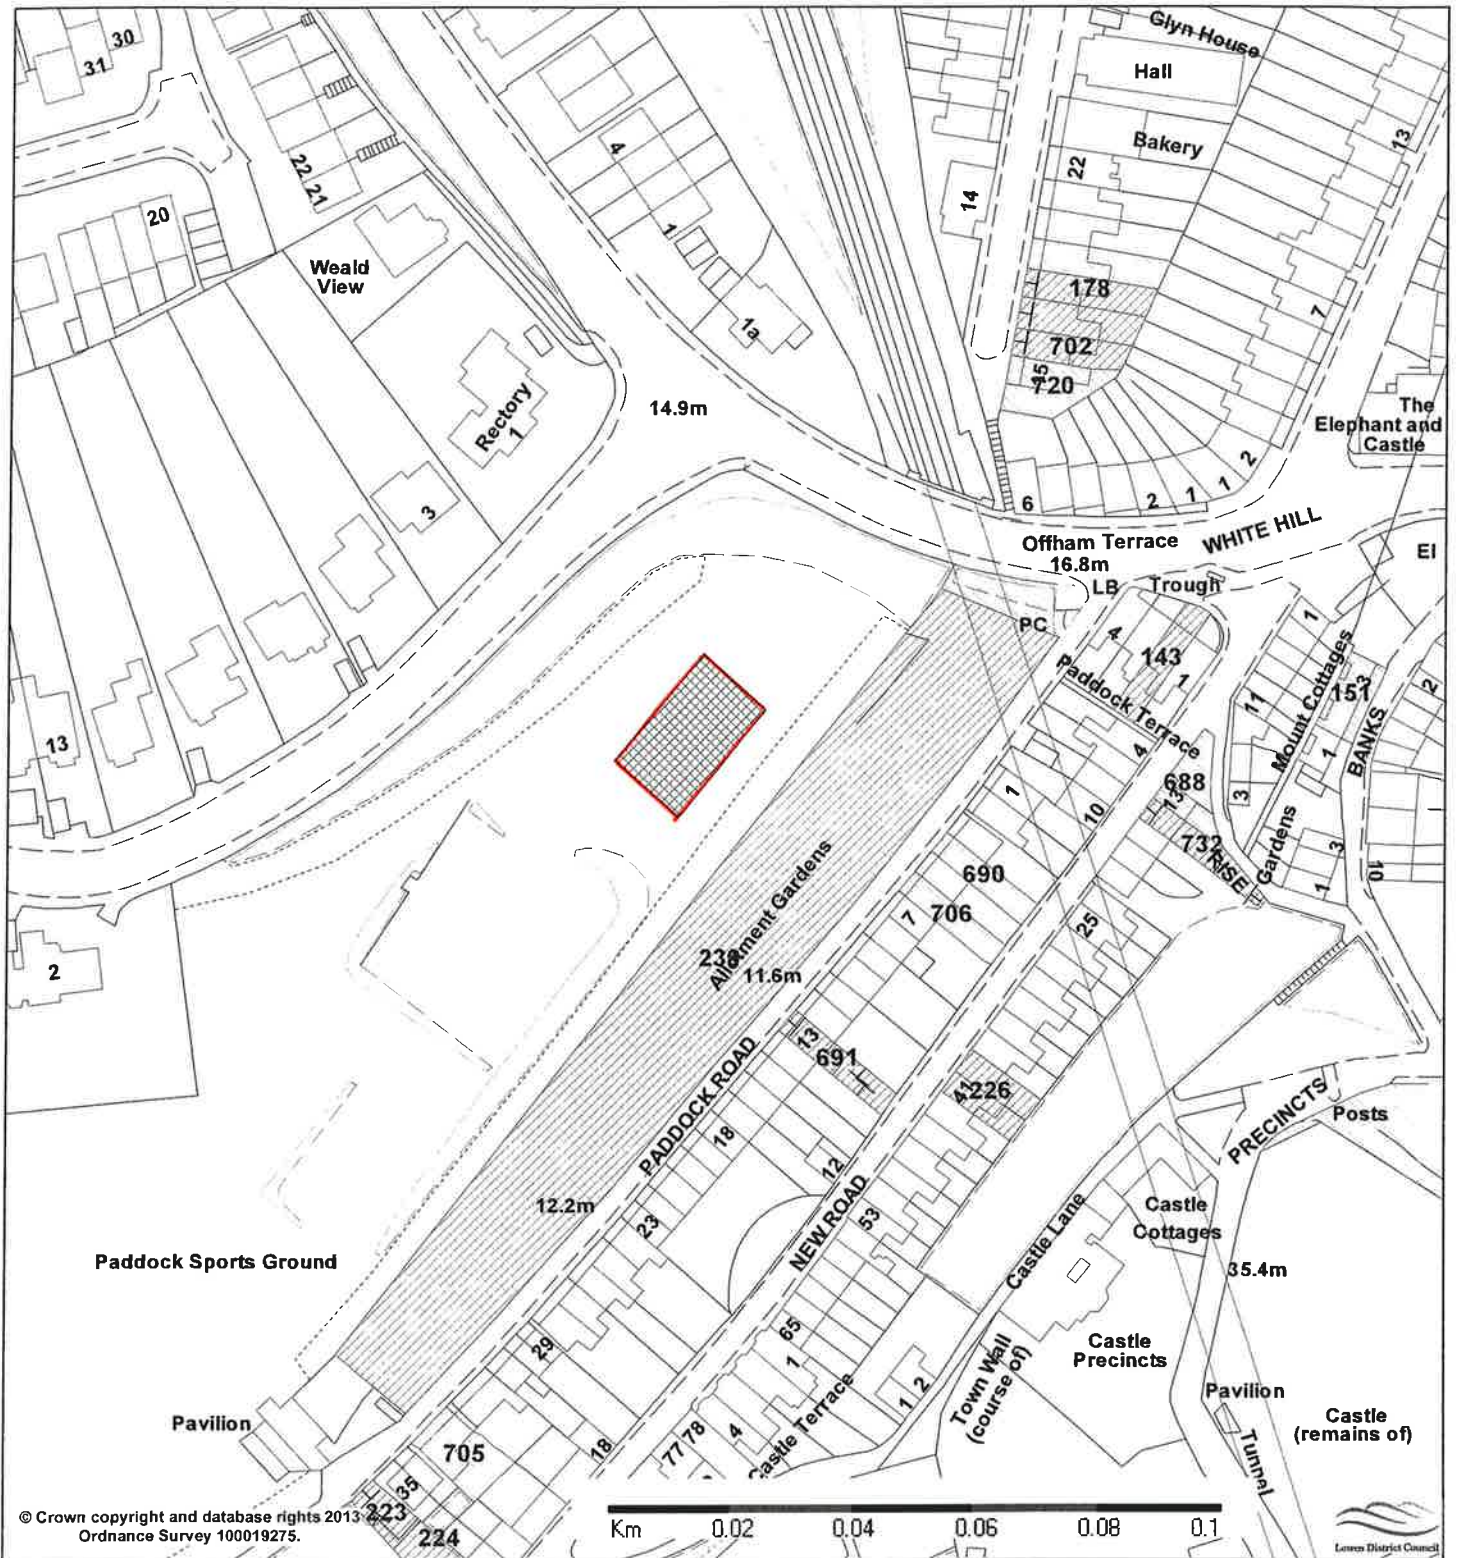 30
31
Glyn House
Hall
Bakery
22
13
14
4
22 21
20
1
Weald
View
178
702
15
720
7
1a
Rectory
1
14.9m
The
Elephant and
Castle
3
6
2
1
1
2
WHITE HILL
Offham Terrace
16.8m
El
LB
Trough
PC
4
143
1
Paddock Terrace
1
11
Mount Cottages
3
151
2
BANKS
1
13
4
688
13
3
1
10
732
RISE
Gardens
3
1
10
690
7
706
25
Allotment Gardens
11.6m
2
13
691
41
226
PADDOCK ROAD
18
12
PRECINCTS
Posts
12.2m
23
NEW ROAD
53
Castle Lane
Castle
Cottages
35.4m
Paddock Sports Ground
29
65
1
Castle
Precincts
Town Wall
(course of)
1 2
Pavilion
Castle
(remains of)
Pavilion
Tunnel
705
18
77 78
4
Castle Terrace
35
223
224
© Crown copyright and database rights 2013
Ordnance Survey 100019275.
Km 0.02 0.04 0.06 0.08 0.1
Lewes District Council